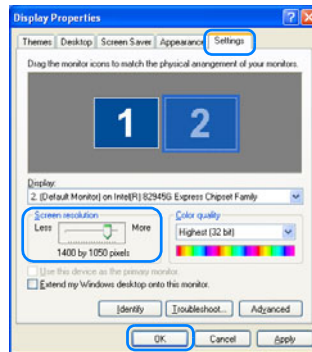 Display Properties
Themes Desktop Screen Saver Appearance Settings
Drag the monitor icons to match the physical arrangement of your monitors.
1 2
Display:
2. (Default Monitor) on Intel(R) 82945G Express Chipset Family
Screen resolution
Less More
1400 by 1050 pixels
Color quality
Highest (32 bit)
Use this device as the primary monitor.
Extend my Windows desktop onto this monitor.
Identify Troubleshoot... Advanced
OK Cancel Apply